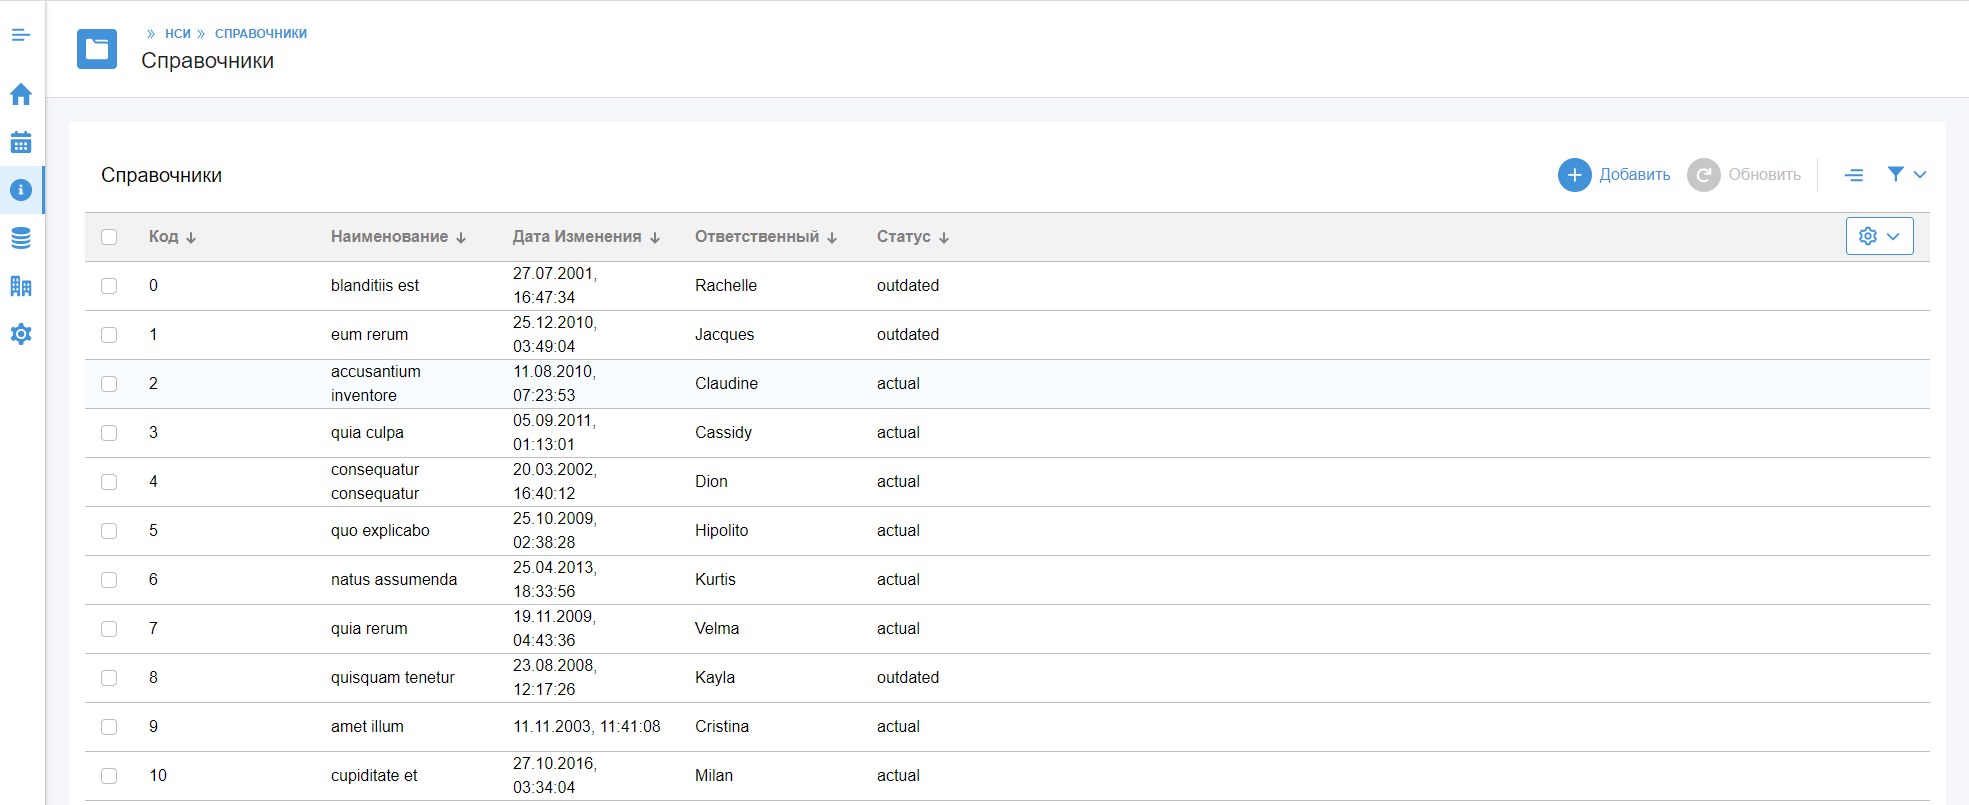 НСИ СПРАВОЧНИКИ
Справочники
Справочники
Добавить Обновить
Код Наименование Дата Изменения Ответственный Статус
0 blanditiis est 27.07.2001, 16:47:34 Rachelle outdated
1 eum rerum 25.12.2010, 03:49:04 Jacques outdated
2 accusantium inventore 11.08.2010, 07:23:53 Claudine actual
3 quia culpa 05.09.2011, 01:13:01 Cassidy actual
4 consequatur consequatur 20.03.2002, 16:40:12 Dion actual
5 quo explicabo 25.10.2009, 02:38:28 Hipolito actual
6 natus assumenda 25.04.2013, 18:33:56 Kurtis actual
7 quia rerum 19.11.2009, 04:43:36 Velma actual
8 quisquam tenetur 23.08.2008, 12:17:26 Kayla outdated
9 amet illum 11.11.2003, 11:41:08 Cristina actual
10 cupiditate et 27.10.2016, 03:34:04 Milan actual